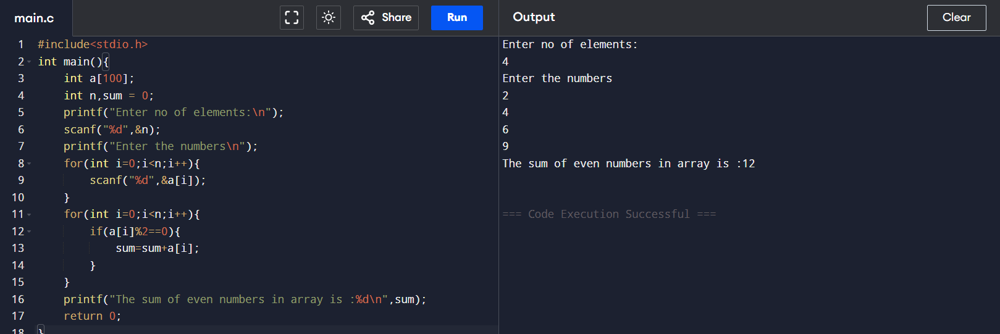 main.c
Share
Run
Output
Clear
1 #include<stdio.h>
2 int main(){
3     int a[100];
4     int n,sum = 0;
5     printf("Enter no of elements:\n");
6     scanf("%d",&n);
7     printf("Enter the numbers\n");
8     for(int i=0;i<n;i++){
9         scanf("%d",&a[i]);
10     }
11     for(int i=0;i<n;i++){
12         if(a[i]%2==0){
13             sum=sum+a[i];
14         }
15     }
16     printf("The sum of even numbers in array is :%d\n",sum);
17     return 0;
18 }
Enter no of elements:
4
Enter the numbers
2
4
6
9
The sum of even numbers in array is :12
=== Code Execution Successful ===